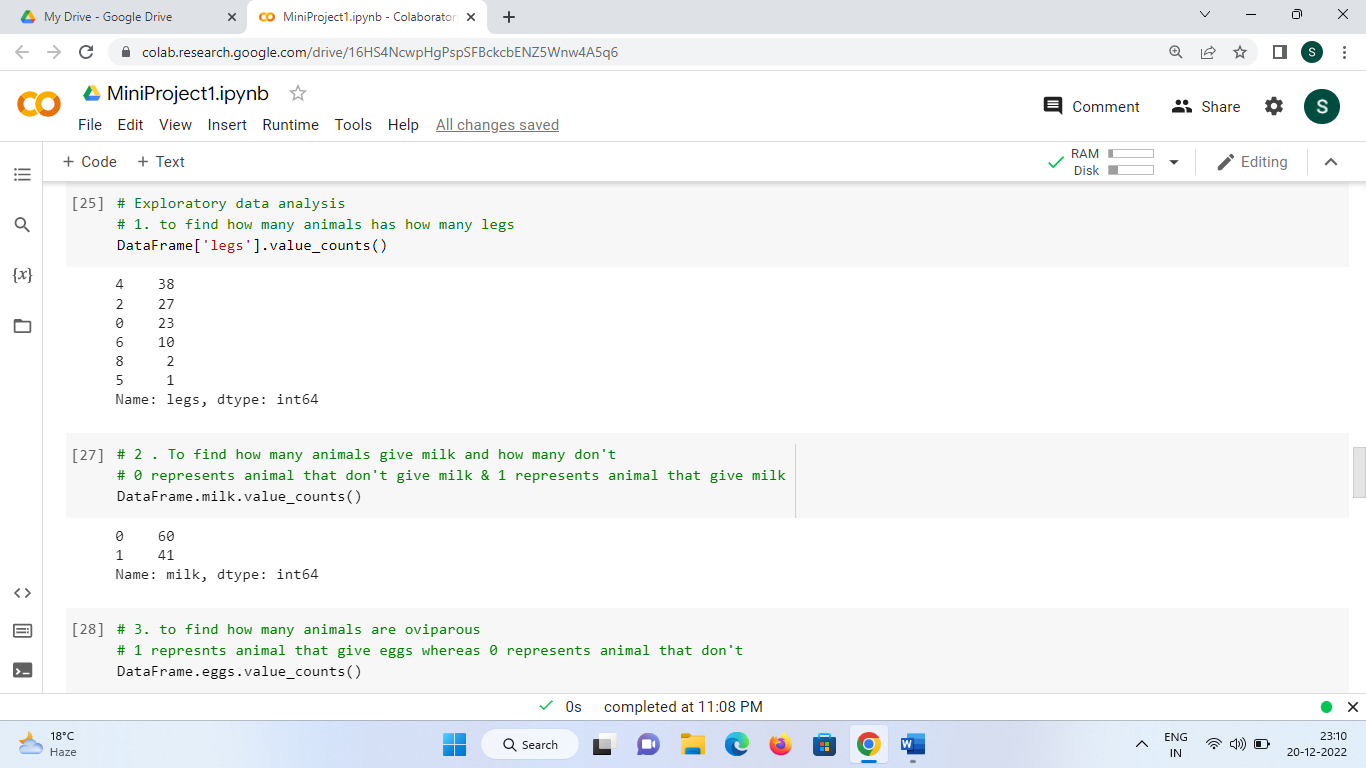 My Drive - Google Drive
MiniProject1.ipynb - Colaborator
colab.research.google.com/drive/16HS4NcwpHgPspSFBckcbENZ5Wnw4A5q6
S
MiniProject1.ipynb
Comment
Share
S
File Edit View Insert Runtime Tools Help All changes saved
+ Code + Text
RAM
Disk
Editing
{x}
[25] # Exploratory data analysis
# 1. to find how many animals has how many legs
DataFrame['legs'].value_counts()
4 38
2 27
0 23
6 10
8 2
5 1
Name: legs, dtype: int64
[27] # 2 . To find how many animals give milk and how many don't
# 0 represents animal that don't give milk & 1 represents animal that give milk
DataFrame.milk.value_counts()
0 60
1 41
Name: milk, dtype: int64
[28] # 3. to find how many animals are oviparous
# 1 represnts animal that give eggs whereas 0 represents animal that don't
DataFrame.eggs.value_counts()
0s completed at 11:08 PM
18°C
Haze
Search
ENG
IN
23:10
20-12-2022